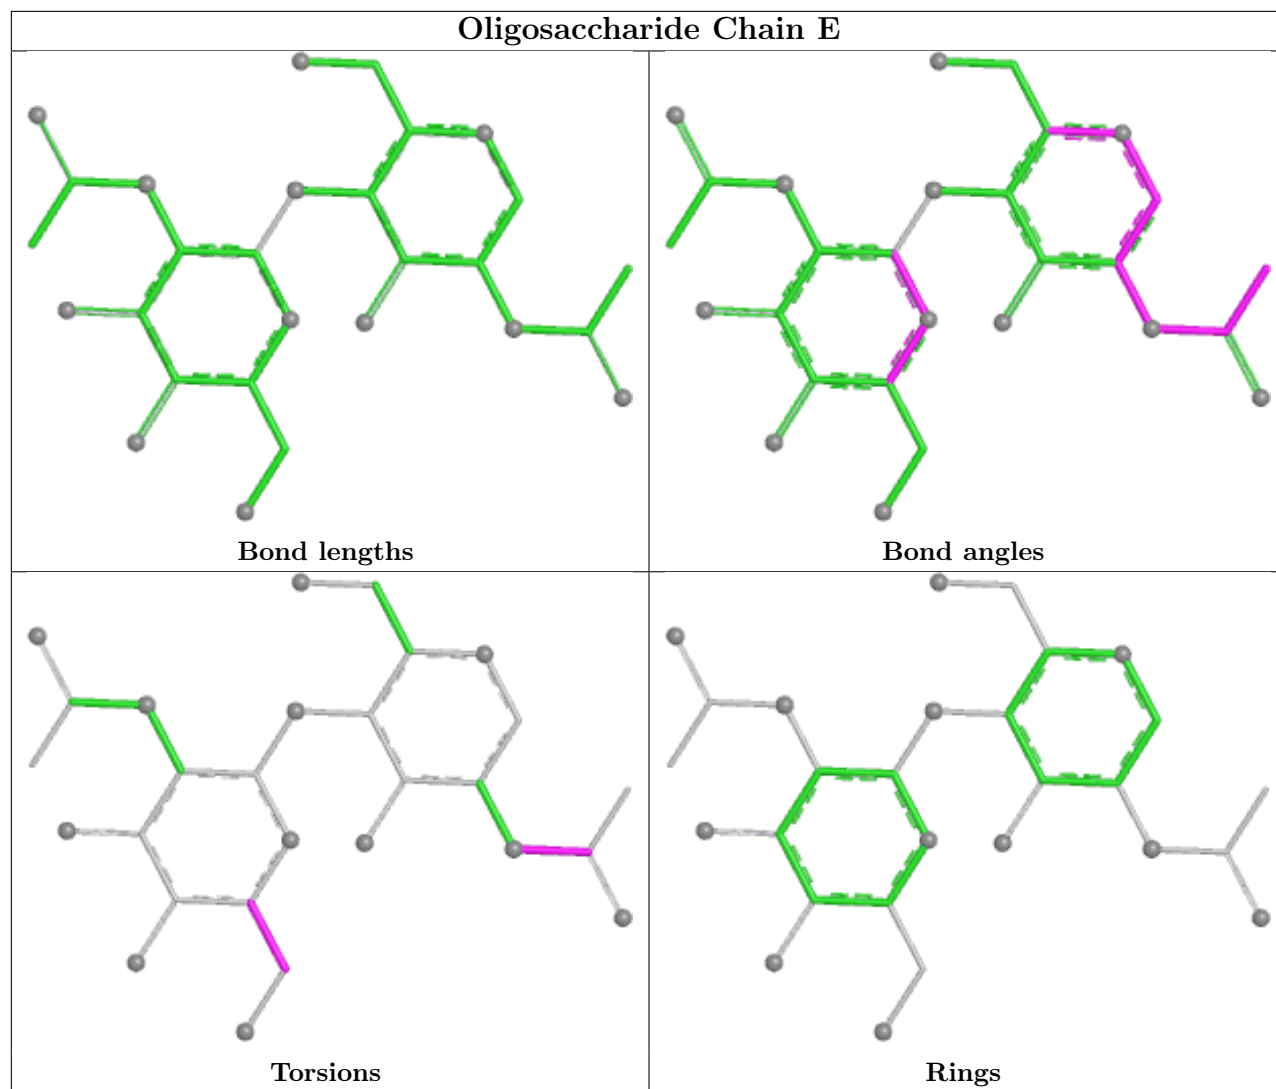 Oligosaccharide Chain E
Bond lengths
Bond angles
Torsions
Rings